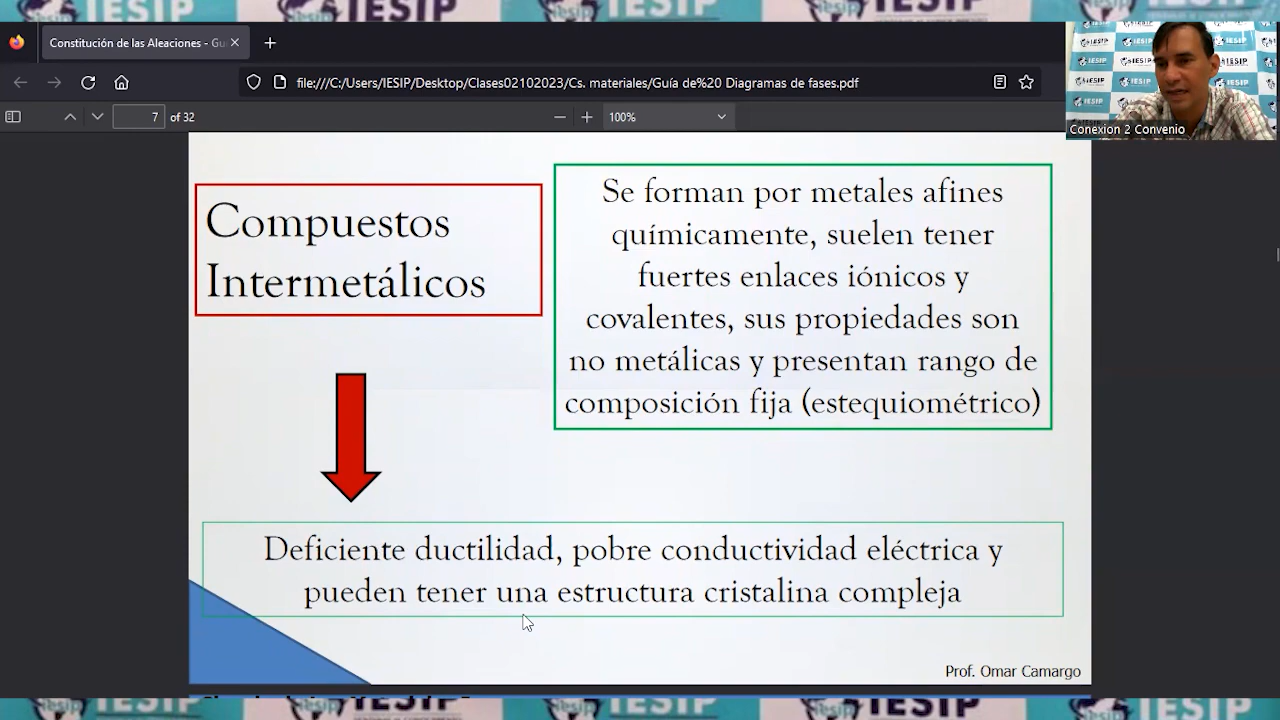 IESIP
Constitución de las Aleaciones - Gu
file:///C:/Users/IESIP/Desktop/Clases02102023/Cs. materiales/Guía de%20 Diagramas de fases.pdf
7 of 32
100%
IESIP
Conexion 2 Convenio
Compuestos
Intermetálicos
Se forman por metales afines
químicamente, suelen tener
fuertes enlaces iónicos y
covalentes, sus propiedades son
no metálicas y presentan rango de
composición fija (estequiométrico)
Deficiente ductilidad, pobre conductividad eléctrica y
pueden tener una estructura cristalina compleja
Prof. Omar Camargo
IESIP